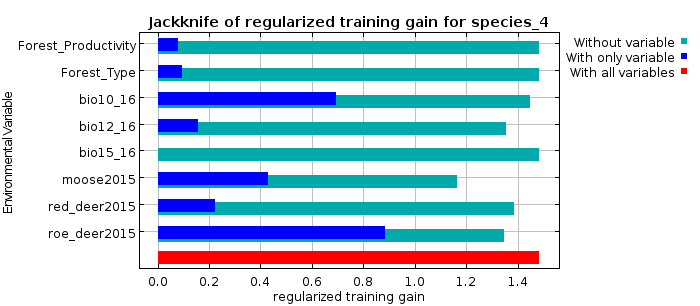 Jackknife of regularized training gain for species_4
Without variable
With only variable
With all variables
Environmental Variable
Forest_Productivity
Forest_Type
bio10_16
bio12_16
bio15_16
moose2015
red_deer2015
roe_deer2015
0.0 0.2 0.4 0.6 0.8 1.0 1.2 1.4
regularized training gain